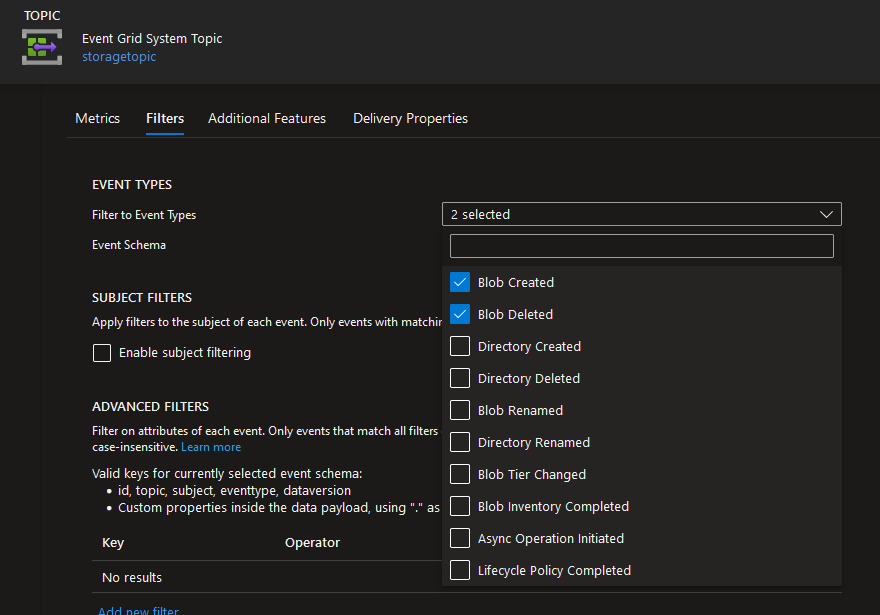 TOPIC
Event Grid System Topic
storagetopic
Metrics Filters Additional Features Delivery Properties
EVENT TYPES
Filter to Event Types 2 selected
Event Schema
Blob Created
Blob Deleted
Directory Created
Directory Deleted
Blob Renamed
Directory Renamed
Blob Tier Changed
Blob Inventory Completed
Async Operation Initiated
Lifecycle Policy Completed
SUBJECT FILTERS
Apply filters to the subject of each event. Only events with matchin
Enable subject filtering
ADVANCED FILTERS
Filter on attributes of each event. Only events that match all filters
case-insensitive. Learn more
Valid keys for currently selected event schema:
• id, topic, subject, eventtype, dataversion
• Custom properties inside the data payload, using "." as
Key Operator
No results
Add new filter